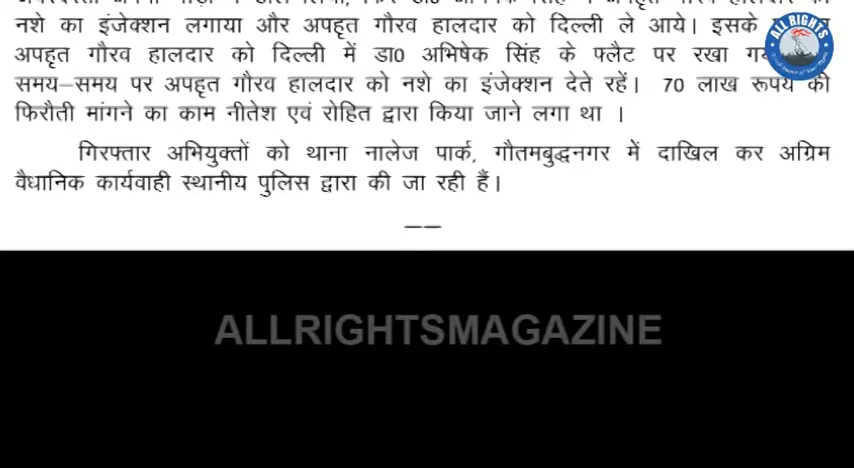 नशे का इंजेक्शन लगाया और अपहृत गौरव हालदार को दिल्ली ले आये। इसके
अपहृत गौरव हालदार को दिल्ली में डा0 अभिषेक सिंह के फ्लैट पर रखा
समय–समय पर अपहृत गौरव हालदार को नशे का इंजेक्शन देते रहें। 70 लाख रूपये की
फिरौती मांगने का काम नीतेश एवं रोहित द्वारा किया जाने लगा था ।
गिरफ्तार अभियुक्तों को थाना नालेज पार्क, गौतमबुद्धनगर में दाखिल कर अग्रिम
वैधानिक कार्यवाही स्थानीय पुलिस द्वारा की जा रही हैं।
ALL RIGHTS
ALLRIGHTSMAGAZINE